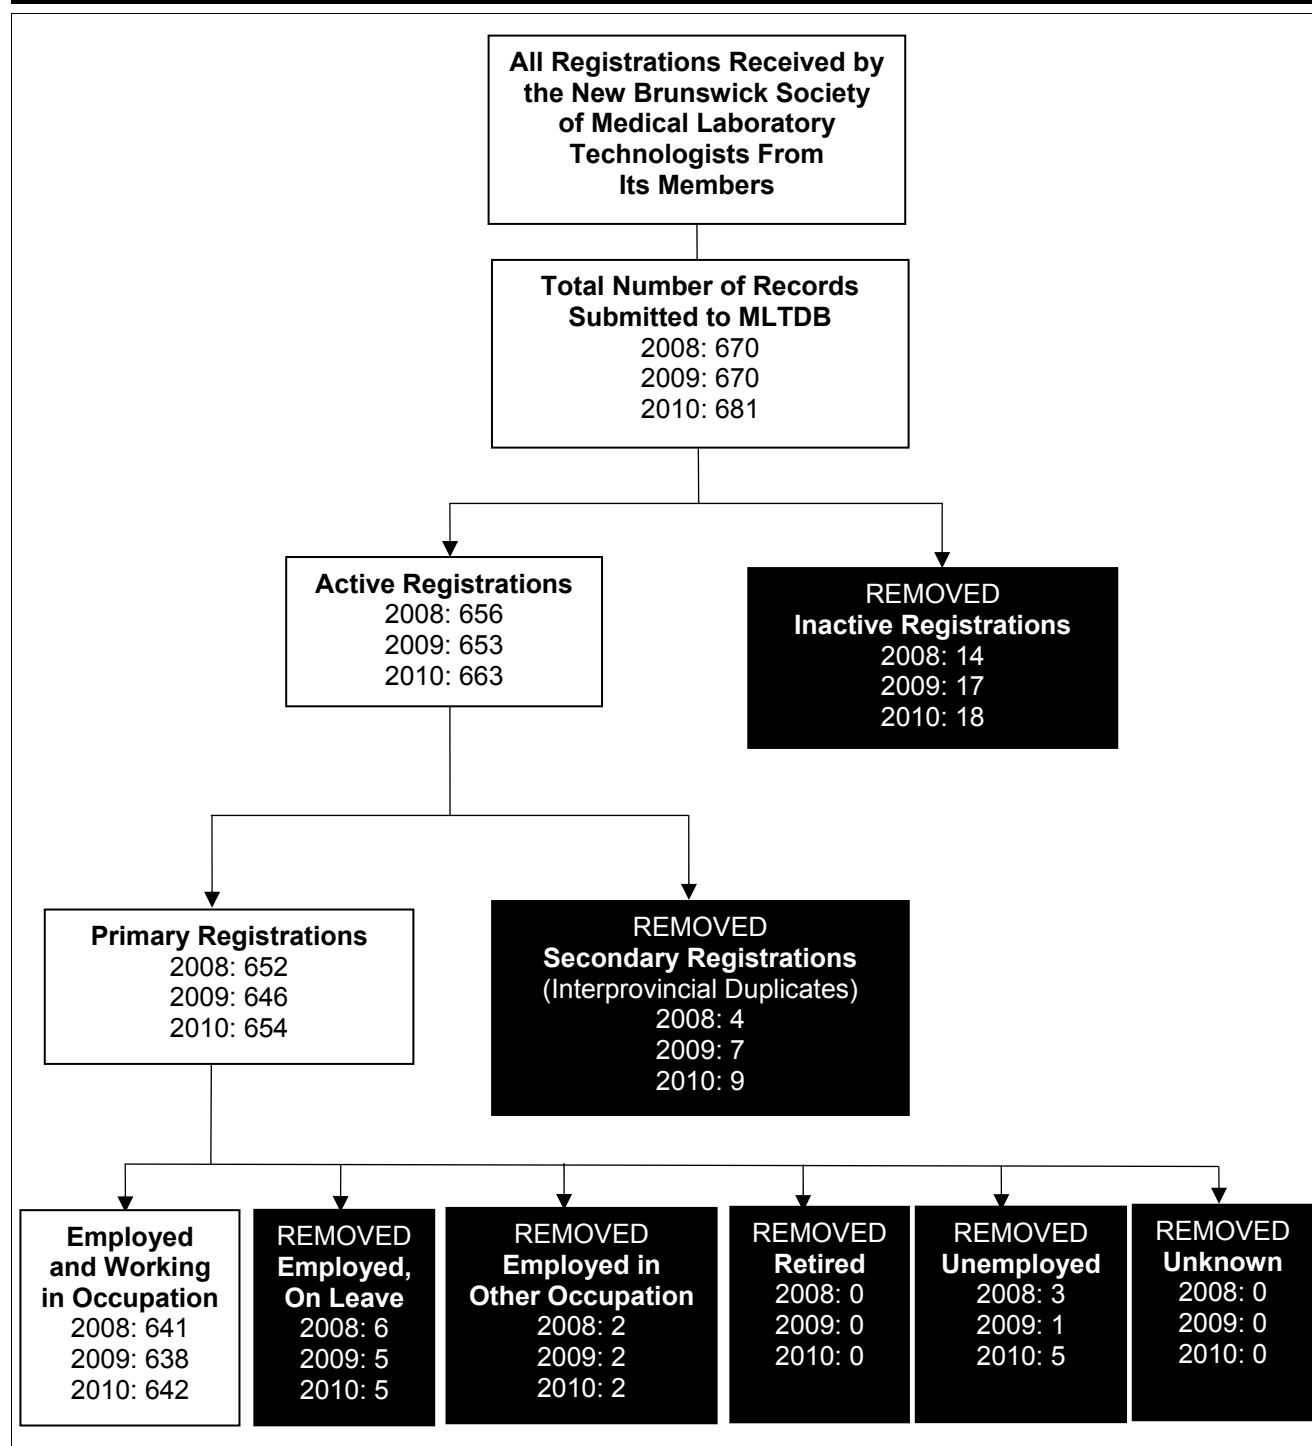 All Registrations Received by
the New Brunswick Society
of Medical Laboratory
Technologists From
Its Members
Total Number of Records
Submitted to MLTDB
2008: 670
2009: 670
2010: 681
Active Registrations
2008: 656
2009: 653
2010: 663
REMOVED
Inactive Registrations
2008: 14
2009: 17
2010: 18
Primary Registrations
2008: 652
2009: 646
2010: 654
REMOVED
Secondary Registrations
(Interprovincial Duplicates)
2008: 4
2009: 7
2010: 9
Employed
and Working
in Occupation
2008: 641
2009: 638
2010: 642
REMOVED
Employed,
On Leave
2008: 6
2009: 5
2010: 5
REMOVED
Employed in
Other Occupation
2008: 2
2009: 2
2010: 2
REMOVED
Retired
2008: 0
2009: 0
2010: 0
REMOVED
Unemployed
2008: 3
2009: 1
2010: 5
REMOVED
Unknown
2008: 0
2009: 0
2010: 0